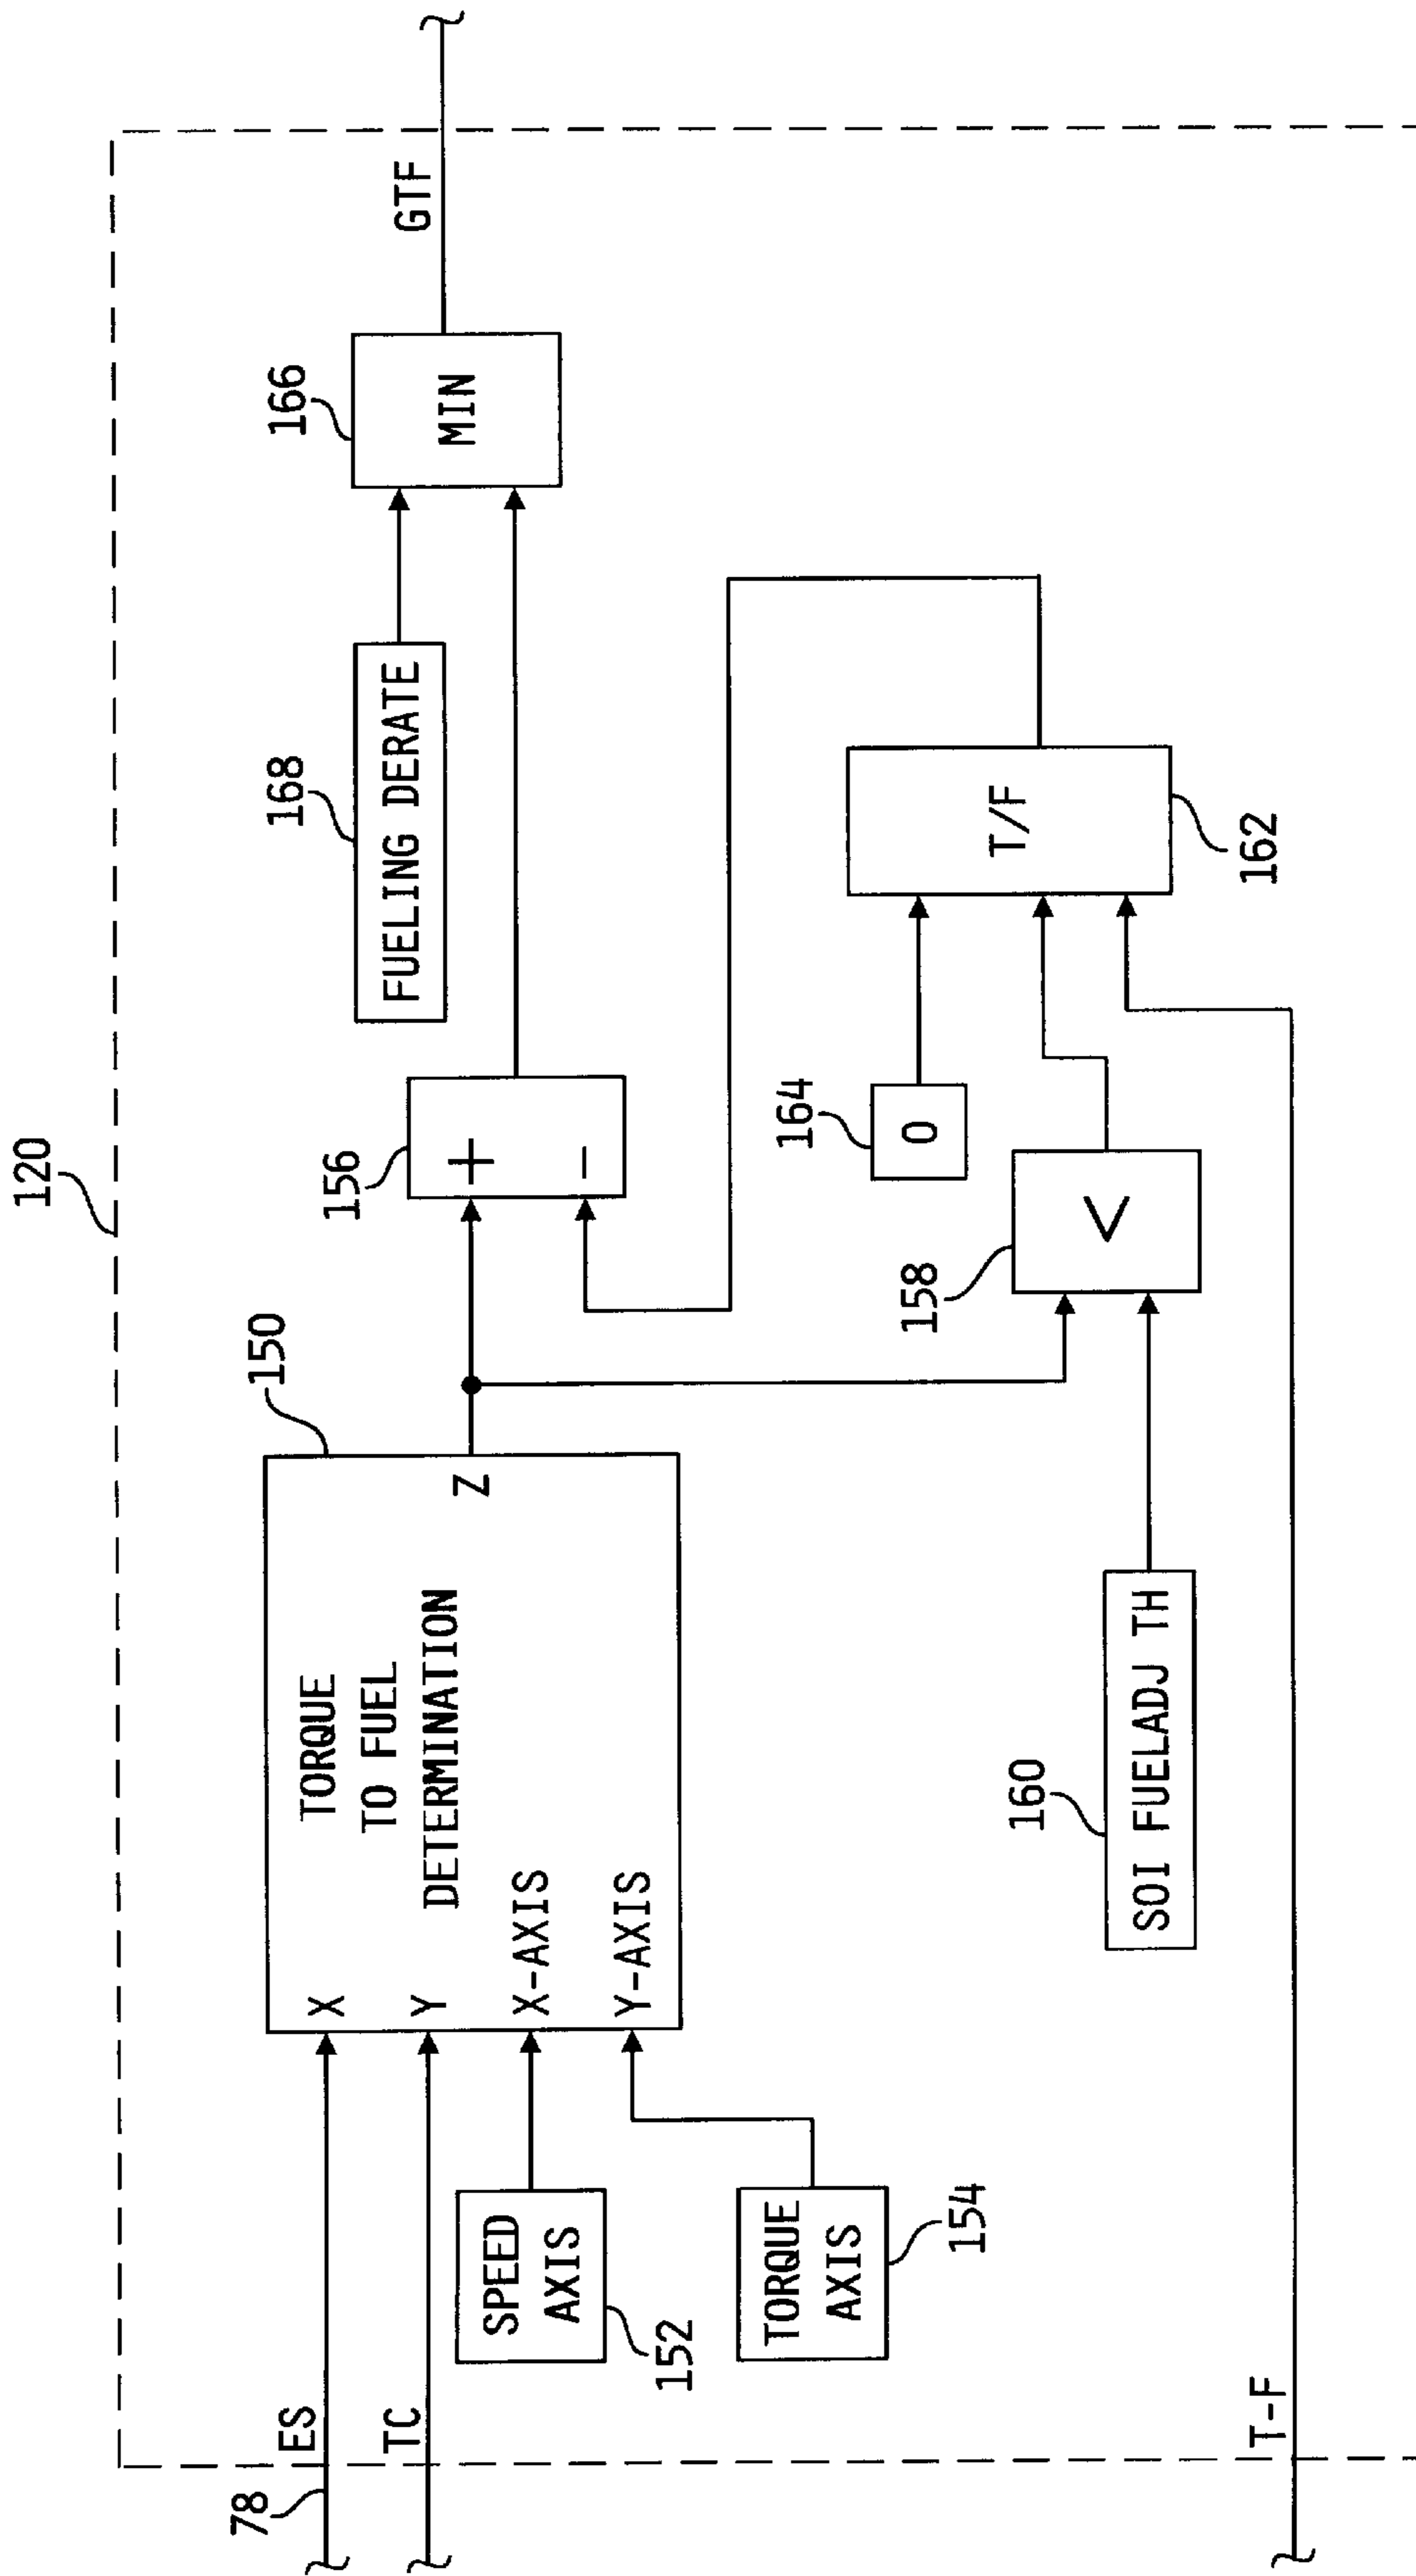 120
78
ES
TC
X
Y
X-AXIS
Y-AXIS
TORQUE
TO FUEL
DETERMINATION
Z
150
SPEED
AXIS
152
TORQUE
AXIS
154
156
+
−
168
FUELING DERATE
166
MIN
GTF
164
0
158
<
160
SOI FUELADJ TH
T/F
162
T-F